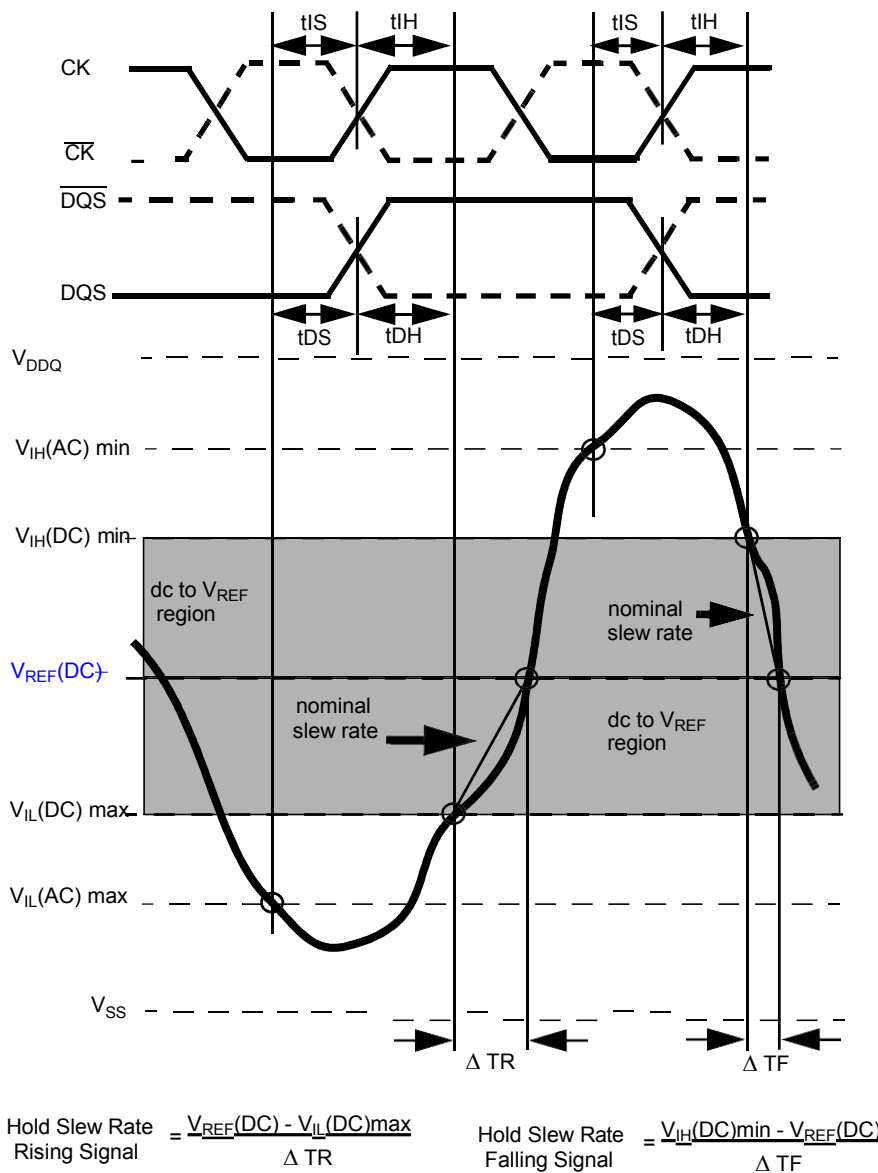 tIS tIH tIS tIH
CK
C̅K̅
D̅Q̅S̅
DQS
tDS tDH tDS tDH
VDDQ
VIH(AC) min
VIH(DC) min
dc to VREF
region
nominal
slew rate
VREF(DC)
nominal
slew rate
dc to VREF
region
VIL(DC) max
VIL(AC) max
VSS
Δ TR Δ TF
Hold Slew Rate
Rising Signal
= VREF(DC) - VIL(DC)max
Δ TR
Hold Slew Rate
Falling Signal
= VIH(DC)min - VREF(DC)
Δ TF